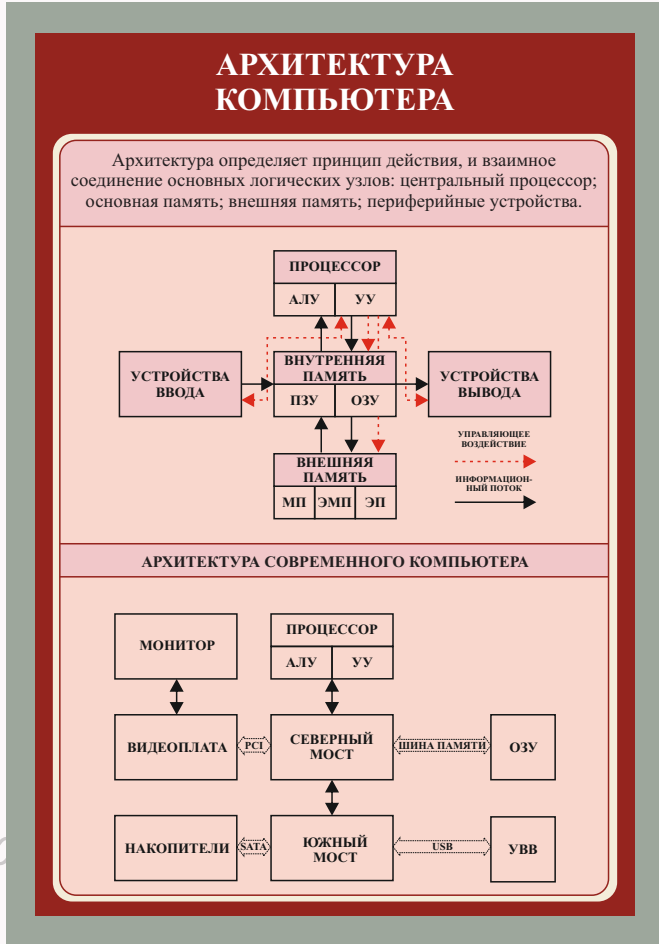 АРХИТЕКТУРА
КОМПЬЮТЕРА
Архитектура определяет принцип действия, и взаимное
соединение основных логических узлов: центральный процессор;
основная память; внешняя память; периферийные устройства.
ПРОЦЕССОР
АЛУ УУ
УСТРОЙСТВА
ВВОДА
ВНУТРЕННЯЯ
ПАМЯТЬ
ПЗУ ОЗУ
УСТРОЙСТВА
ВЫВОДА
ВНЕШНЯЯ
ПАМЯТЬ
МП ЭМП ЭП
УПРАВЛЯЮЩЕЕ
ВОЗДЕЙСТВИЕ
ИНФОРМАЦИОН-
НЫЙ ПОТОК
АРХИТЕКТУРА СОВРЕМЕННОГО КОМПЬЮТЕРА
МОНИТОР
ПРОЦЕССОР
АЛУ УУ
ВИДЕОПЛАТА
PCI
СЕВЕРНЫЙ
МОСТ
ШИНА ПАМЯТИ
ОЗУ
НАКОПИТЕЛИ
SATA
ЮЖНЫЙ
МОСТ
USB
УВВ